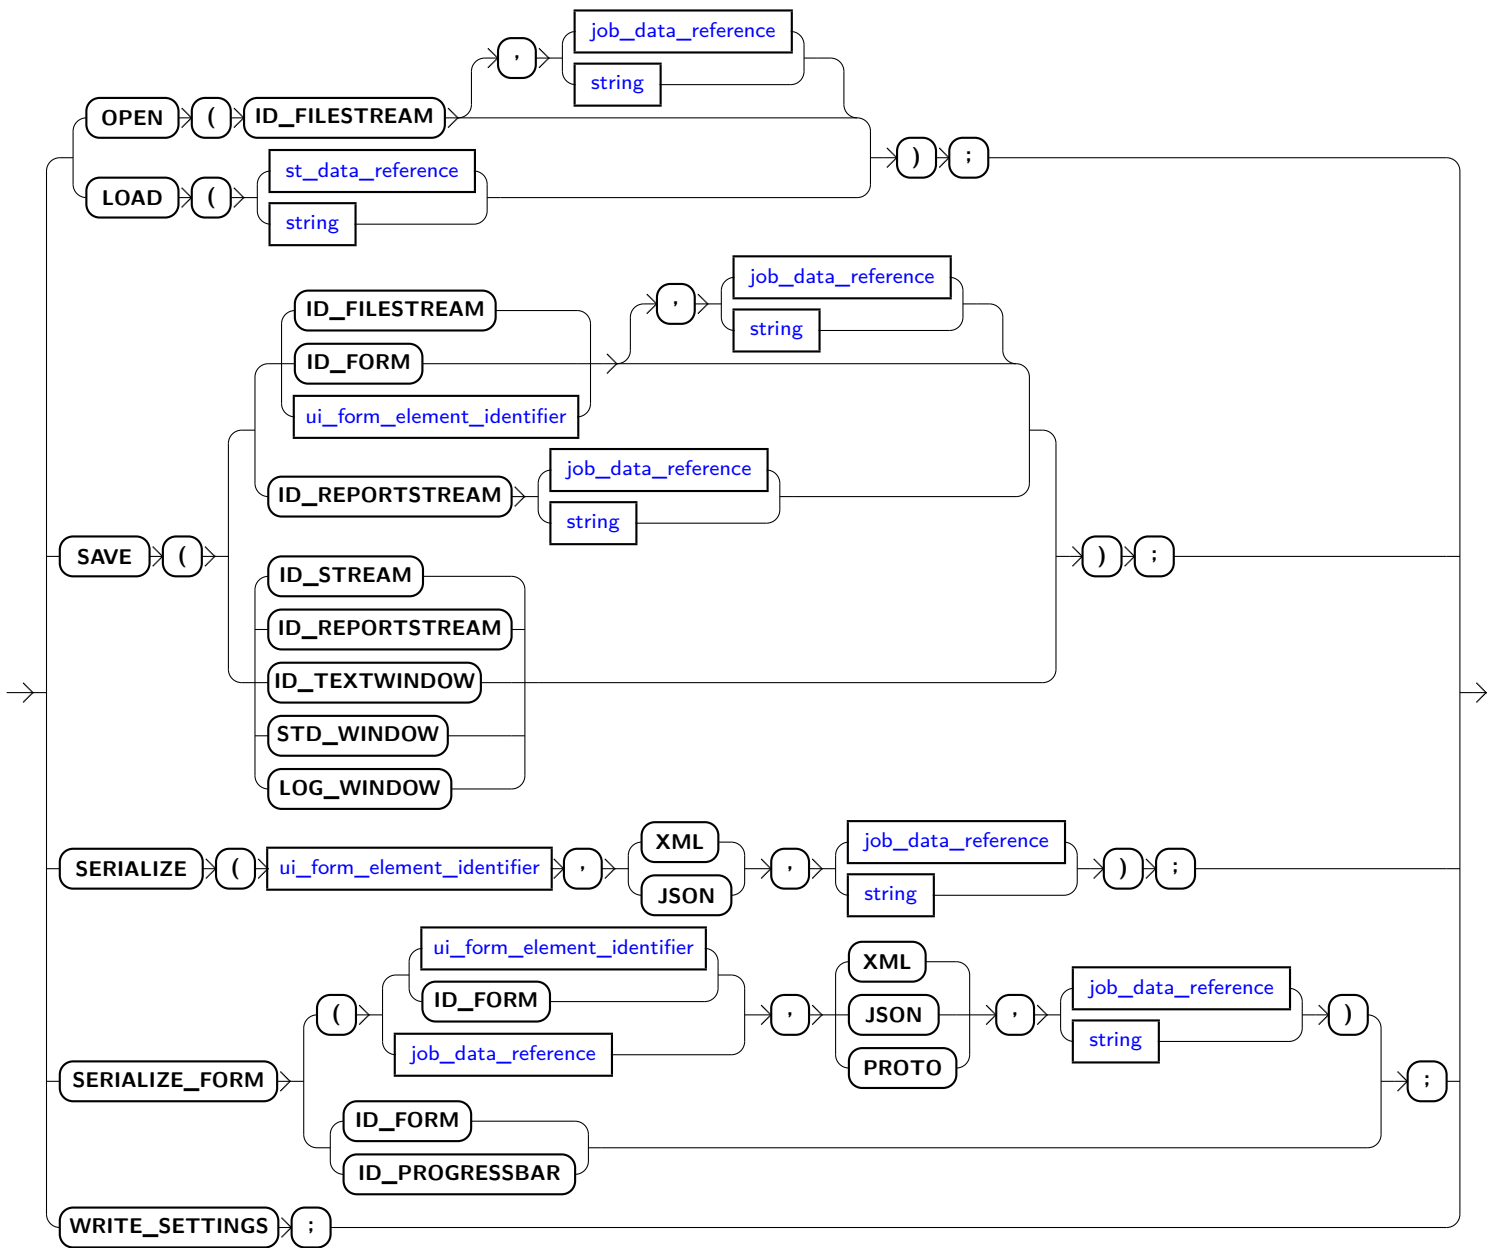 job_data_reference
,
string
OPEN ( ID_FILESTREAM
) ;
st_data_reference
LOAD (
string
job_data_reference
ID_FILESTREAM ,
string
ID_FORM
ui_form_element_identifier
job_data_reference
ID_REPORTSTREAM
string
SAVE ( ) ;
ID_STREAM
ID_REPORTSTREAM
ID_TEXTWINDOW
STD_WINDOW
LOG_WINDOW
XML job_data_reference
SERIALIZE ( ui_form_element_identifier , , ) ;
JSON string
ui_form_element_identifier
XML
job_data_reference
ID_FORM
( , JSON , )
string
job_data_reference
PROTO
SERIALIZE_FORM ;
ID_FORM
ID_PROGRESSBAR
WRITE_SETTINGS ;